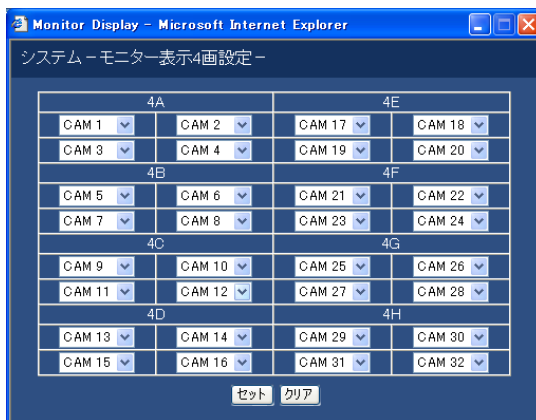 Monitor Display - Microsoft Internet Explorer
システム－モニター表示4画設定－
4A 4E
CAM 1 CAM 2 CAM 17 CAM 18
CAM 3 CAM 4 CAM 19 CAM 20
4B 4F
CAM 5 CAM 6 CAM 21 CAM 22
CAM 7 CAM 8 CAM 23 CAM 24
4C 4G
CAM 9 CAM 10 CAM 25 CAM 26
CAM 11 CAM 12 CAM 27 CAM 28
4D 4H
CAM 13 CAM 14 CAM 29 CAM 30
CAM 15 CAM 16 CAM 31 CAM 32
セット クリア